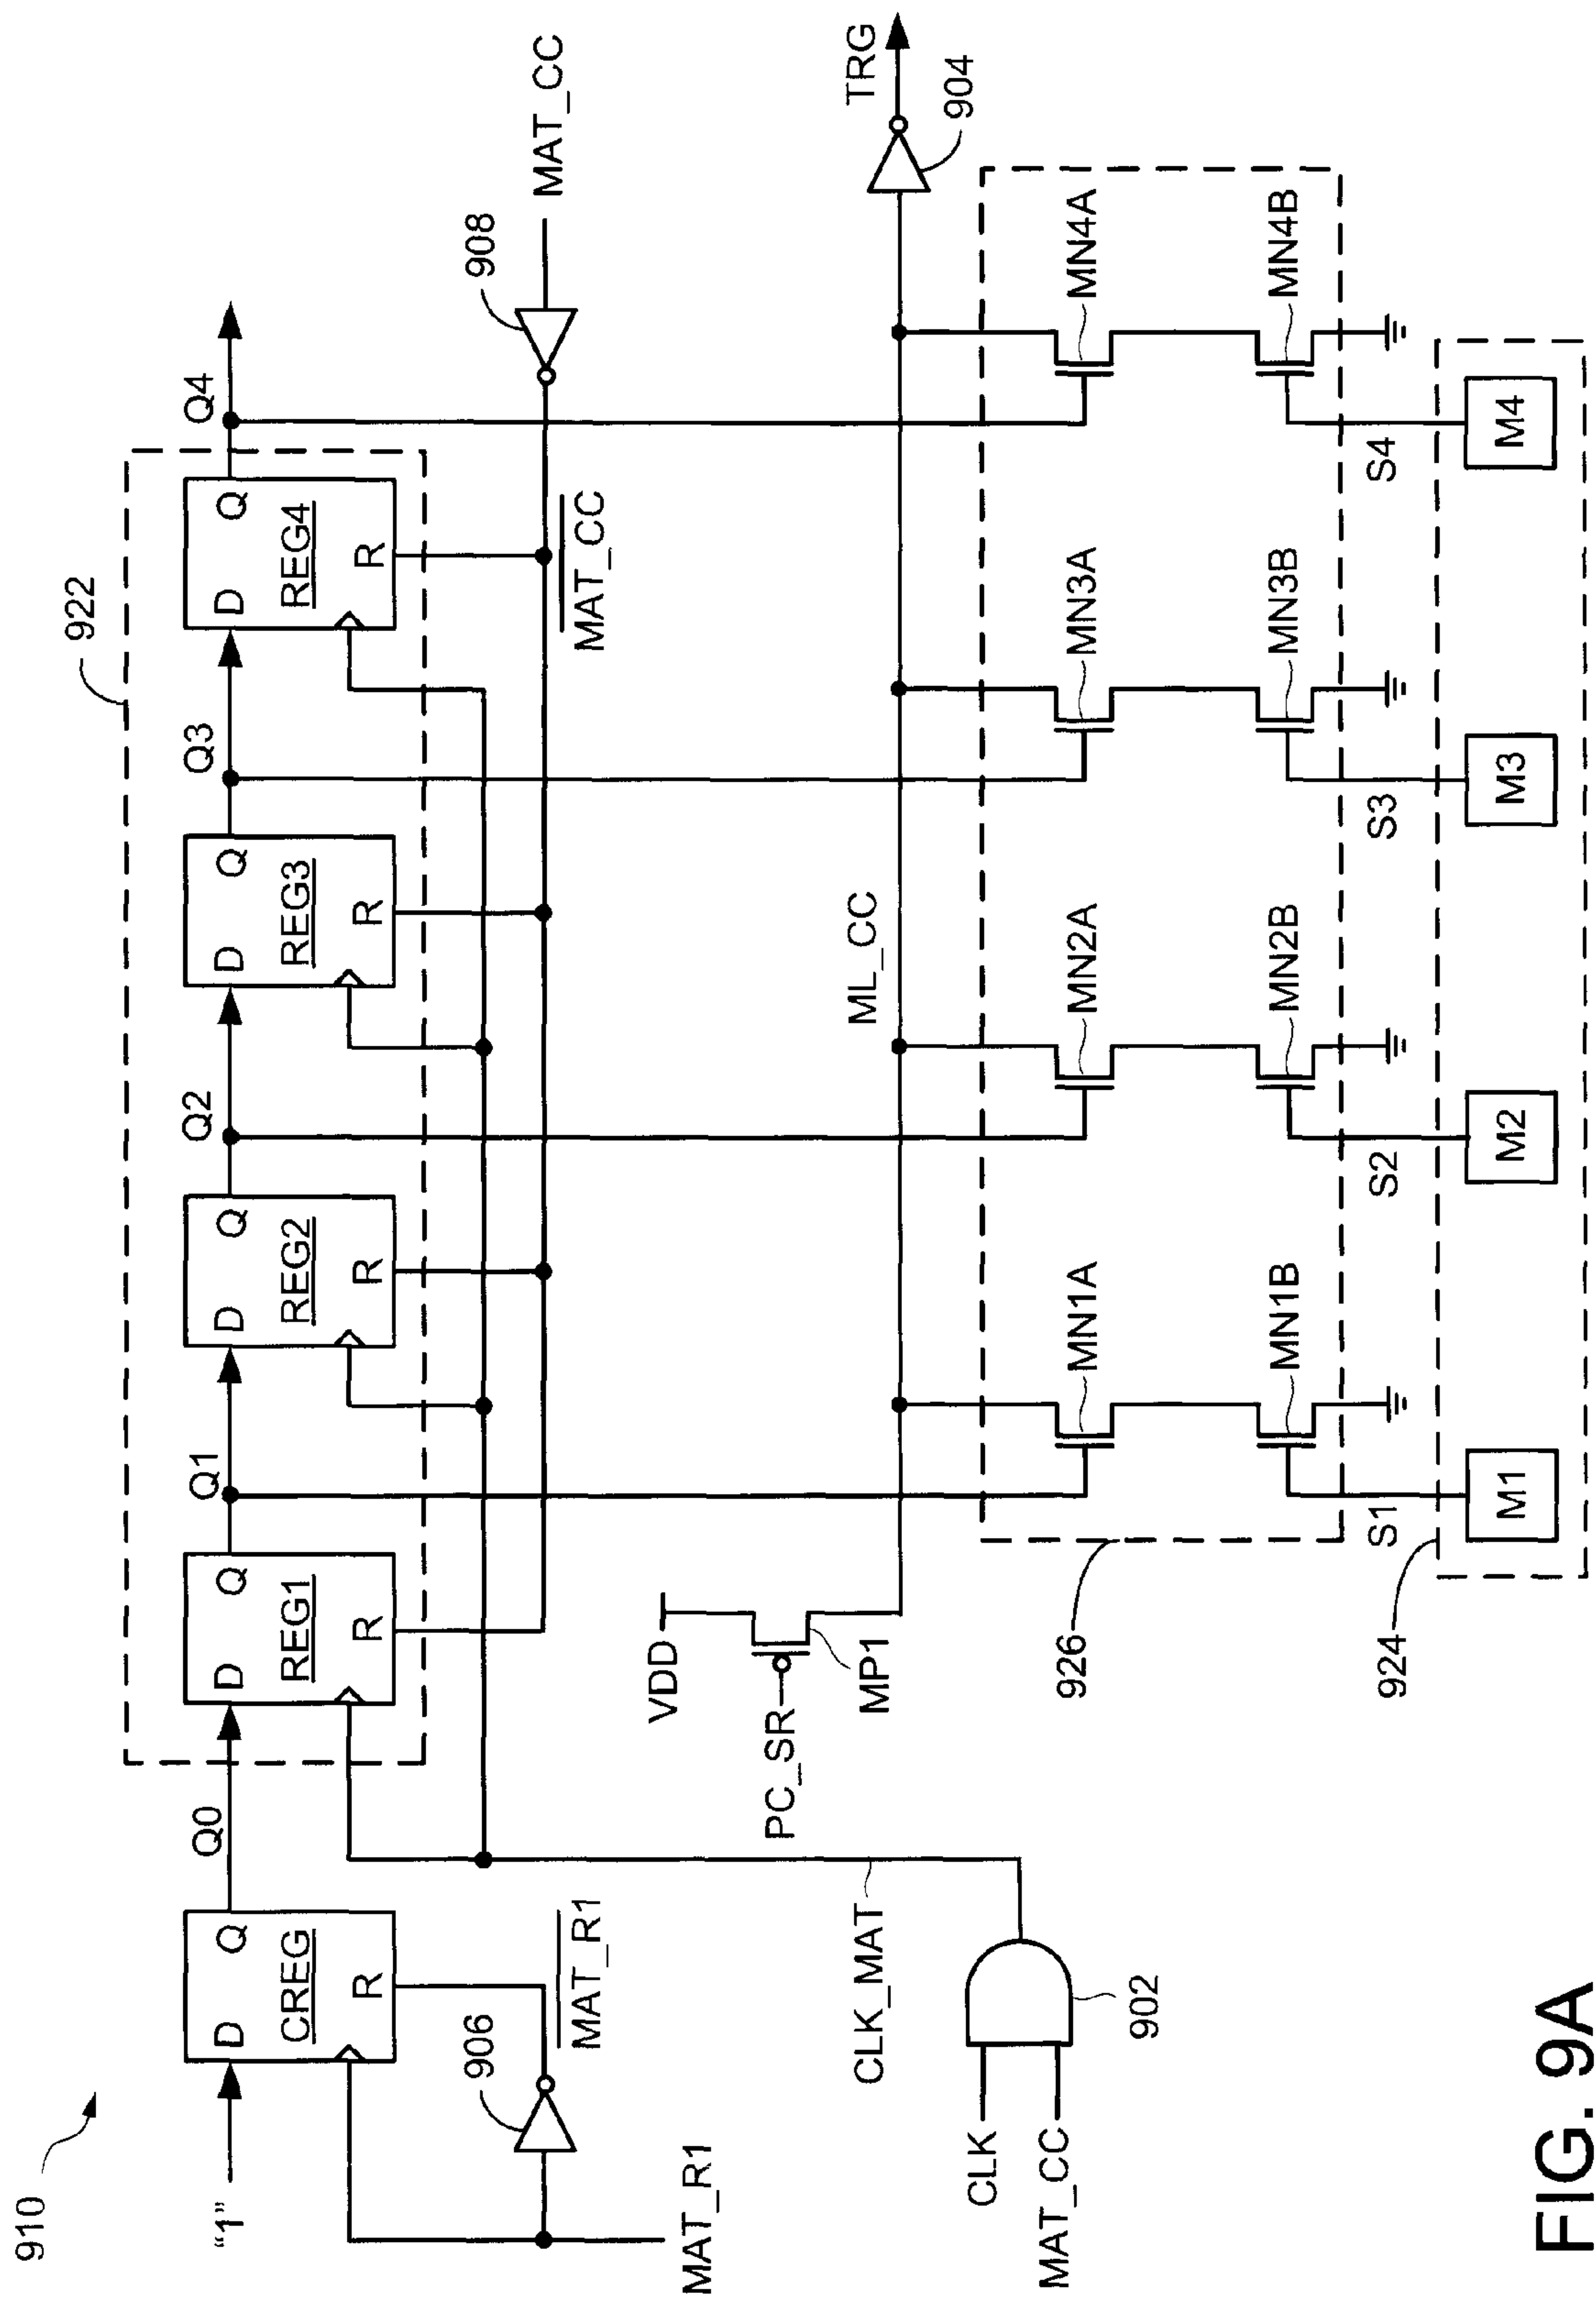 910
922
"1"
D
Q
CREG
R
Q0
D
Q
REG1
R
Q1
D
Q
REG2
R
Q2
D
Q
REG3
R
Q3
D
Q
REG4
R
Q4
906
MAT_R1
MAT_R1
908
MAT_CC
MAT_CC
CLK
MAT_CC
902
CLK_MAT
VDD
PC_SR
MP1
ML_CC
TRG
904
926
MN1A
MN2A
MN3A
MN4A
MN1B
MN2B
MN3B
MN4B
924
S1
S2
S3
S4
M1
M2
M3
M4
FIG. 9A